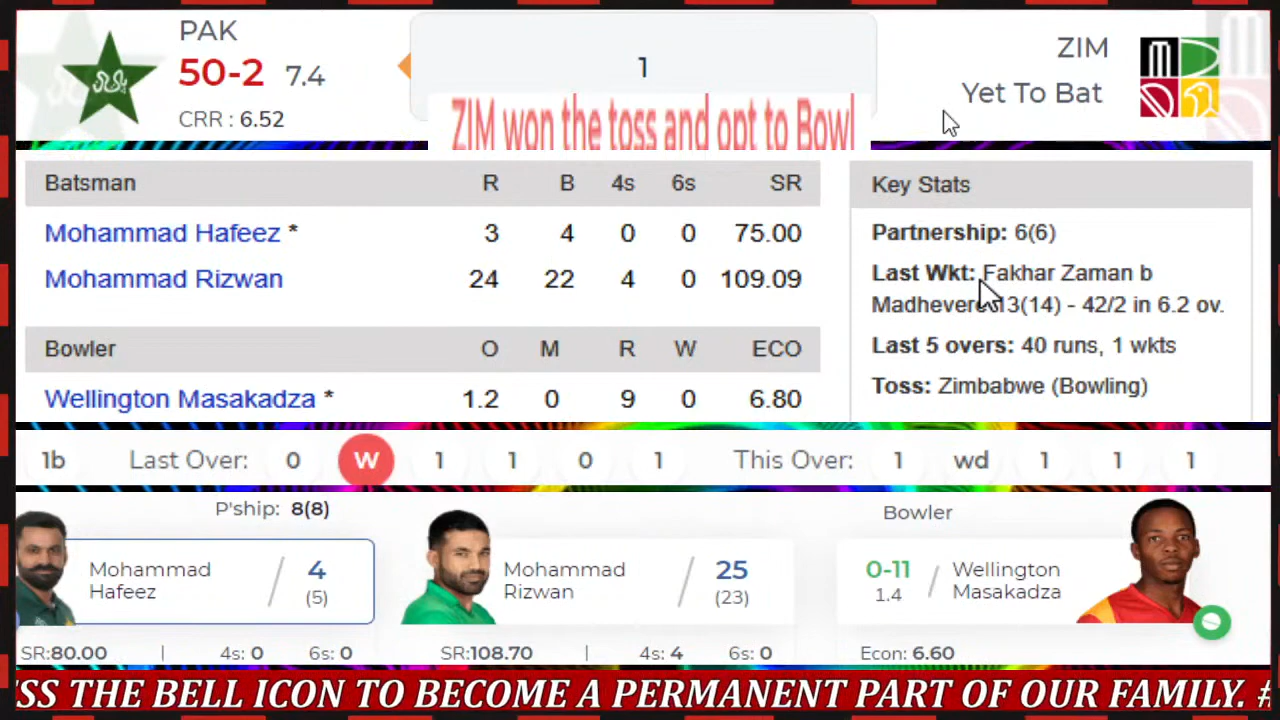 PAK
50-2 7.4
CRR : 6.52
1
ZIM won the toss and opt to Bowl
ZIM
Yet To Bat
Batsman R B 4s 6s SR
Mohammad Hafeez * 3 4 0 0 75.00
Mohammad Rizwan 24 22 4 0 109.09
Bowler O M R W ECO
Wellington Masakadza * 1.2 0 9 0 6.80
Key Stats
Partnership: 6(6)
Last Wkt: Fakhar Zaman b
Madhevere 13(14) - 42/2 in 6.2 ov.
Last 5 overs: 40 runs, 1 wkts
Toss: Zimbabwe (Bowling)
1b Last Over: 0 W 1 1 0 1 This Over: 1 wd 1 1 1
P'ship: 8(8)
Mohammad
Hafeez
4
(5)
SR:80.00 | 4s: 0 6s: 0
Mohammad
Rizwan
25
(23)
SR:108.70 | 4s: 4 6s: 0
Bowler
0-11
1.4
Wellington
Masakadza
Econ: 6.60
SS THE BELL ICON TO BECOME A PERMANENT PART OF OUR FAMILY. #